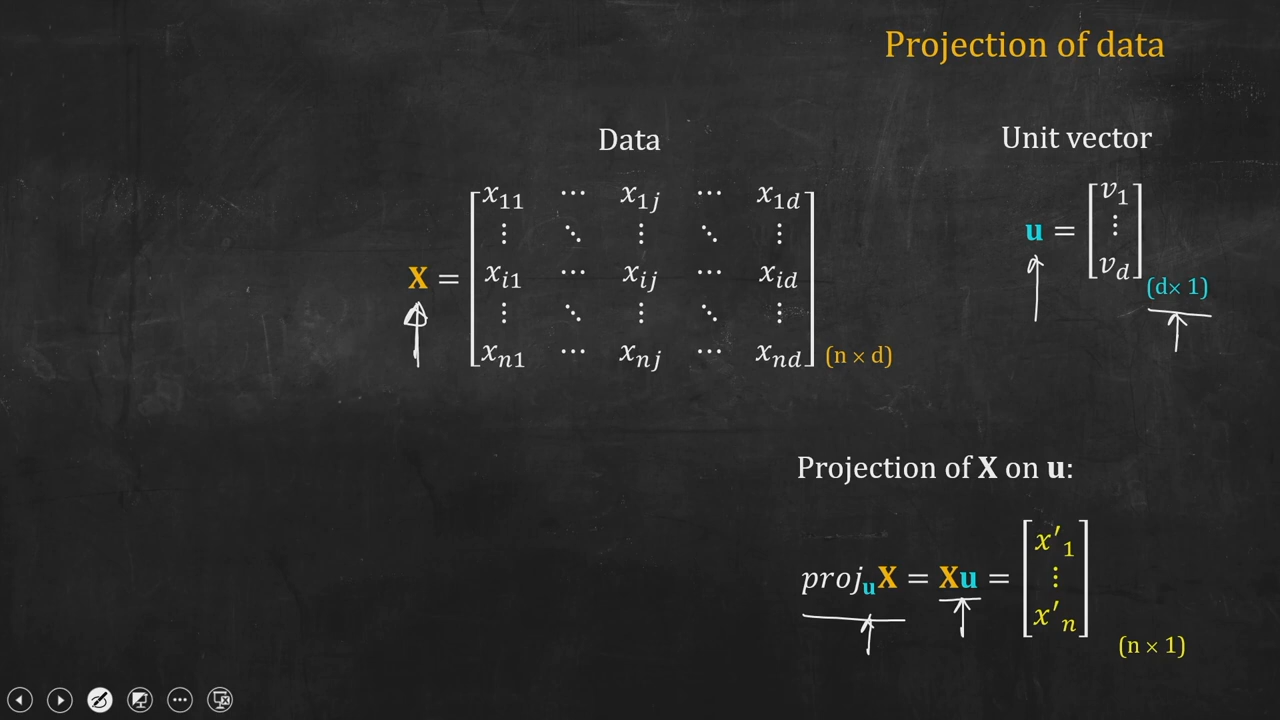 Projection of data
Data
Unit vector
X = [x₁₁ ⋯ x₁ⱼ ⋯ x₁d
⋮ ⋱ ⋮ ⋱ ⋮
xᵢ₁ ⋯ xᵢⱼ ⋯ xᵢd
⋮ ⋱ ⋮ ⋱ ⋮
xₙ₁ ⋯ xₙⱼ ⋯ xₙd] (n × d)
u = [v₁
⋮
v_d] (d× 1)
Projection of X on u:
projᵤX = Xu = [x′₁
⋮
x′ₙ] (n × 1)